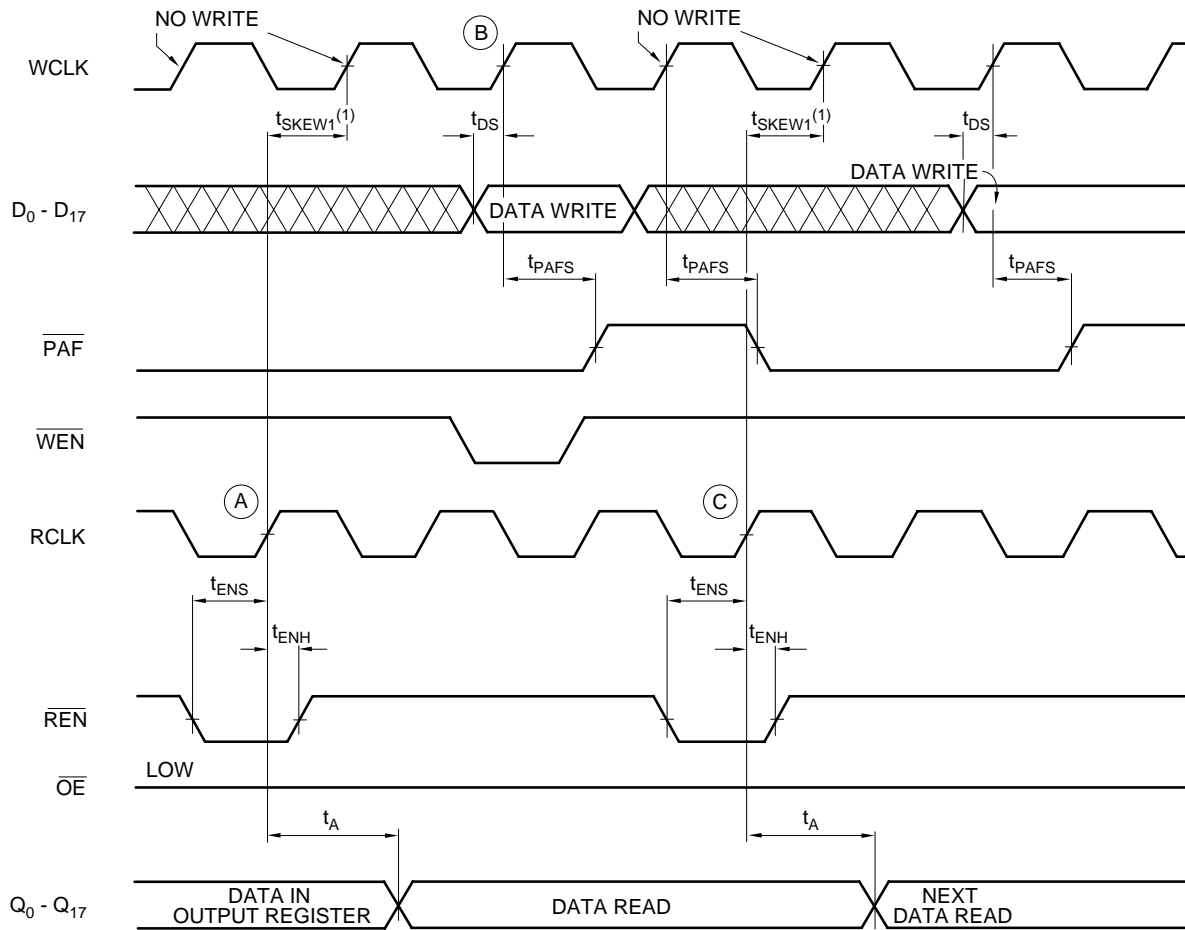 NO WRITE
B
NO WRITE
WCLK
tSKEW1(1)
tDS
tSKEW1(1)
tDS
DATA WRITE
D0 - D17
DATA WRITE
tPAFS
tPAFS
tPAFS
PAF
WEN
A
C
RCLK
tENS
tENS
tENH
tENH
REN
LOW
OE
tA
tA
Q0 - Q17
DATA IN
OUTPUT REGISTER
DATA READ
NEXT
DATA READ